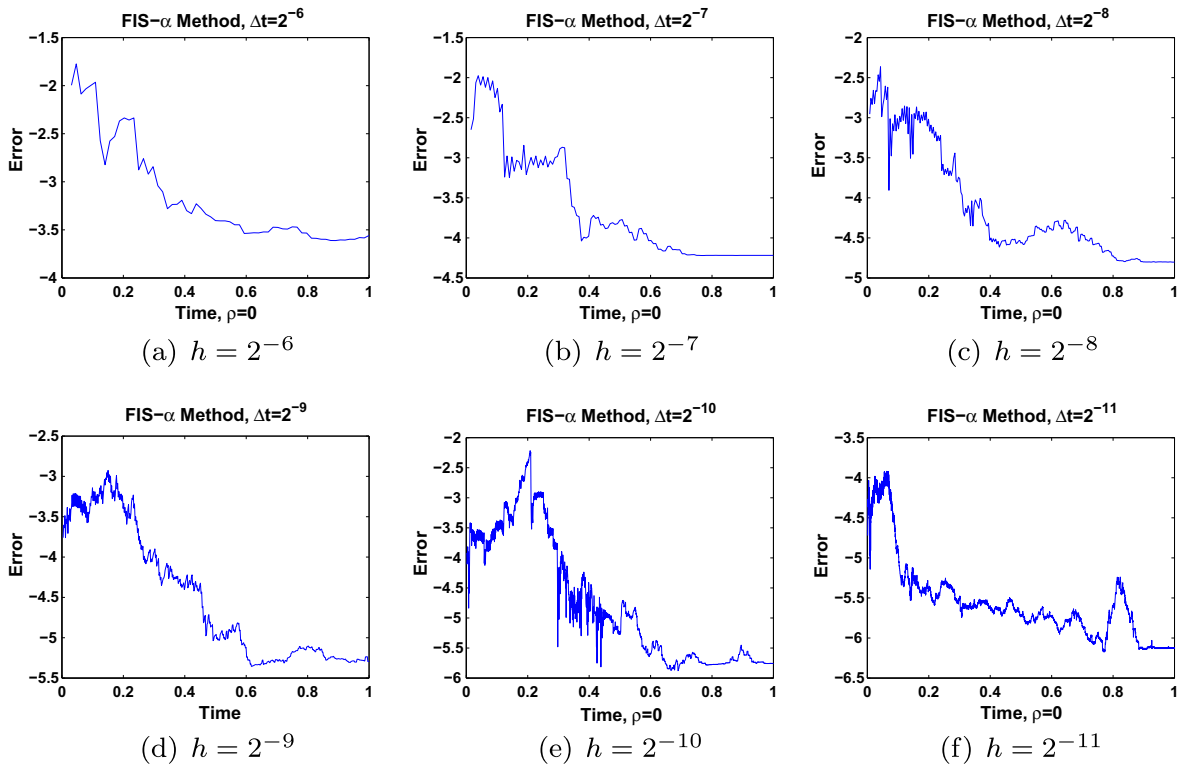 FIS−α Method, Δt=2⁻⁶
−1.5
−2
−2.5
−3
−3.5
−4
Error
0 0.2 0.4 0.6 0.8 1
Time, ρ=0
(a) h = 2⁻⁶
FIS−α Method, Δt=2⁻⁷
−1.5
−2
−2.5
−3
−3.5
−4
−4.5
Error
0 0.2 0.4 0.6 0.8 1
Time, ρ=0
(b) h = 2⁻⁷
FIS−α Method, Δt=2⁻⁸
−2
−2.5
−3
−3.5
−4
−4.5
−5
Error
0 0.2 0.4 0.6 0.8 1
Time, ρ=0
(c) h = 2⁻⁸
FIS−α Method, Δt=2⁻⁹
−2.5
−3
−3.5
−4
−4.5
−5
−5.5
Error
0 0.2 0.4 0.6 0.8 1
Time
(d) h = 2⁻⁹
FIS−α Method, Δt=2⁻¹⁰
−2
−2.5
−3
−3.5
−4
−4.5
−5
−5.5
−6
Error
0 0.2 0.4 0.6 0.8 1
Time, ρ=0
(e) h = 2⁻¹⁰
FIS−α Method, Δt=2⁻¹¹
−3.5
−4
−4.5
−5
−5.5
−6
−6.5
Error
0 0.2 0.4 0.6 0.8 1
Time, ρ=0
(f) h = 2⁻¹¹